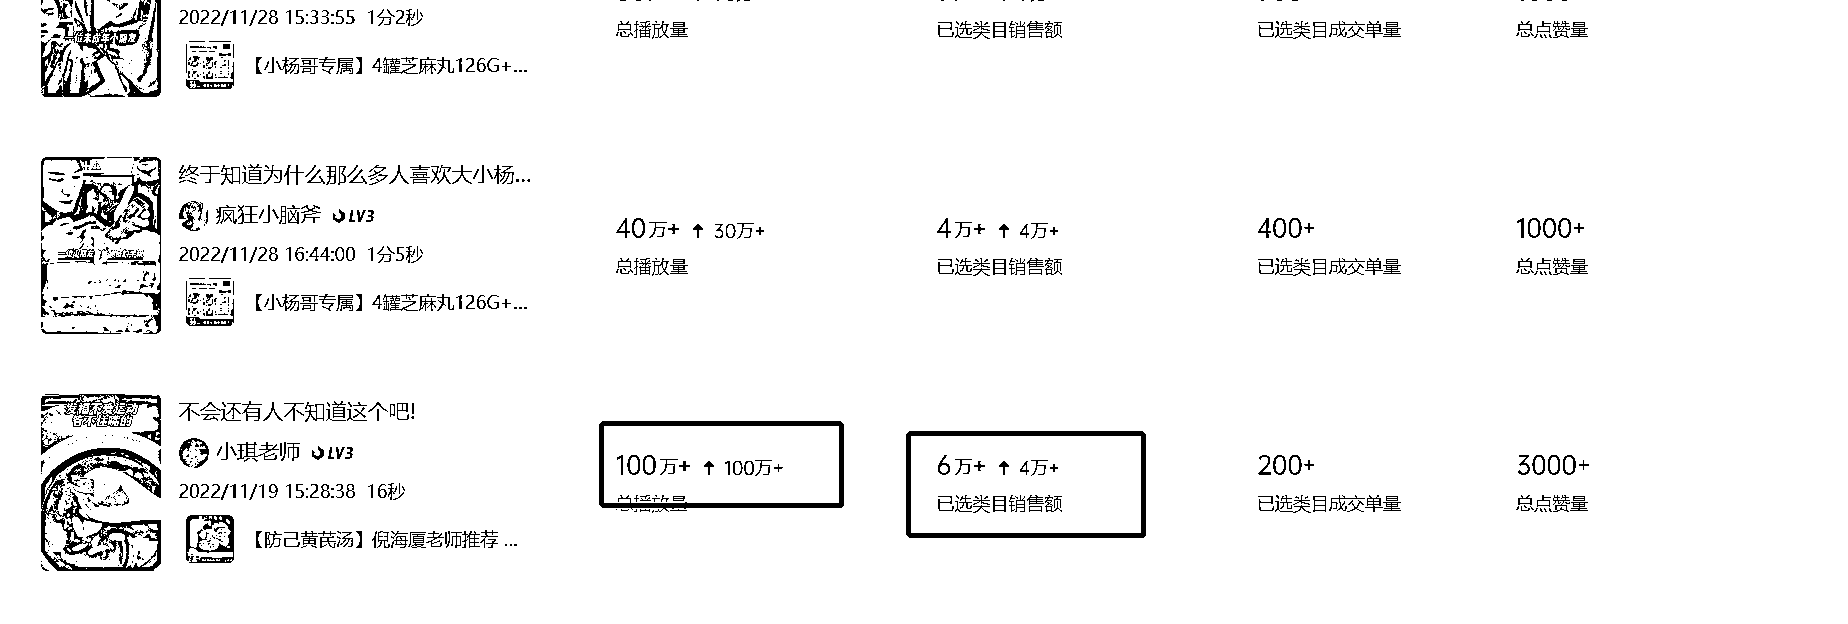 2022/11/28 15:33:55 1分2秒
总播放量 已选类目销售额 已选类目成交单量 总点赞量
【小杨哥专属】4罐芝麻丸126G+...
终于知道为什么那么多人喜欢大小杨...
疯狂小脑斧 LV3
40万+ ↑ 30万+ 4万+ ↑ 4万+ 400+ 1000+
2022/11/28 16:44:00 1分5秒
总播放量 已选类目销售额 已选类目成交单量 总点赞量
【小杨哥专属】4罐芝麻丸126G+...
不会还有人不知道这个吧!
小琪老师 LV3
100万+ ↑ 100万+ 6万+ ↑ 4万+ 200+ 3000+
2022/11/19 15:28:38 16秒
总播放量 已选类目销售额 已选类目成交单量 总点赞量
【防己黄芪汤】倪海厦老师推荐 ...